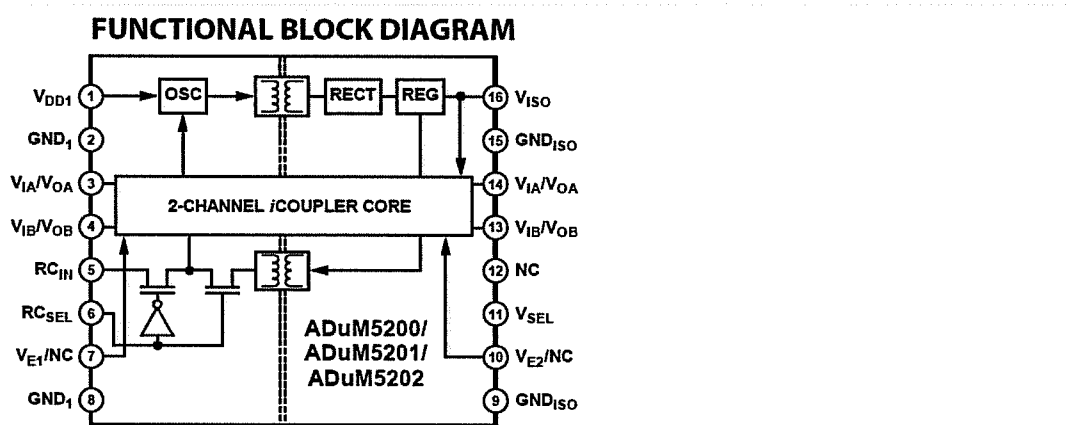 FUNCTIONAL BLOCK DIAGRAM
VDD1 1 OSC RECT REG 16 VISO
GND1 2 15 GNDISO
VIA/VOA 3 14 VIA/VOA
2-CHANNEL iCOUPLER CORE
VIB/VOB 4 13 VIB/VOB
RCIN 5 12 NC
RCSEL 6 11 VSEL
ADuM5200/
ADuM5201/
ADuM5202
VE1/NC 7 10 VE2/NC
GND1 8 9 GNDISO